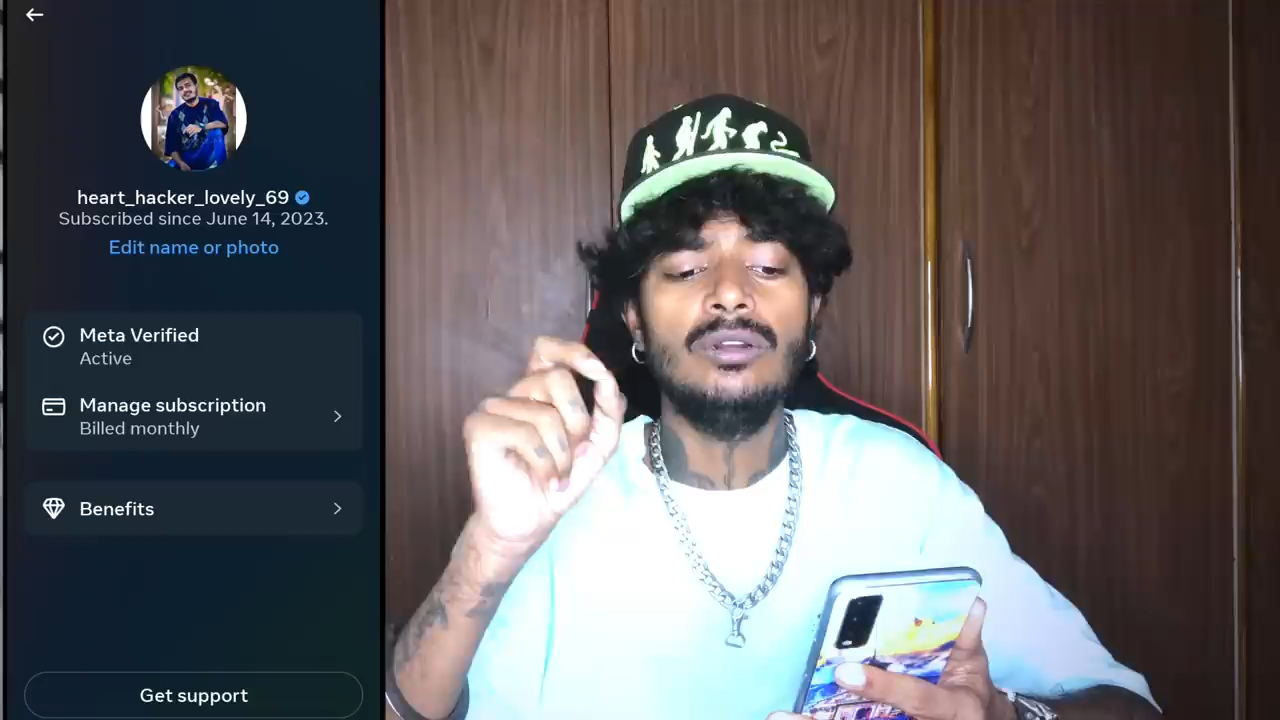 heart_hacker_lovely_69
Subscribed since June 14, 2023.
Edit name or photo
Meta Verified
Active
Manage subscription
Billed monthly
Benefits
Get support